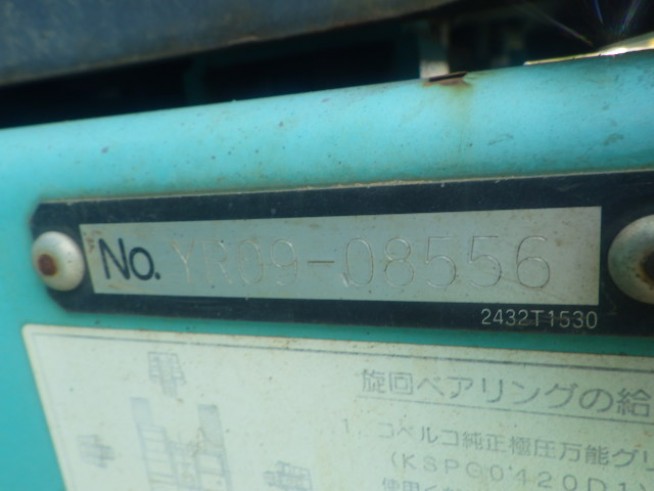 No. YR09-08556
2432T1530
旋回ベアリングの給
1. コベルコ純正極圧万能グリ
(KSPG0420D1)